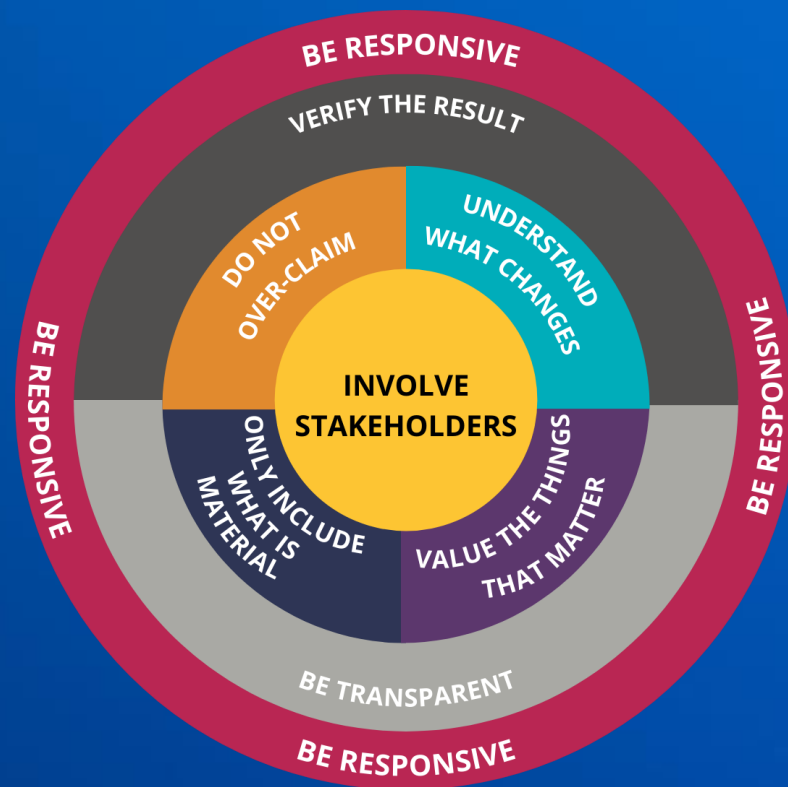 BE RESPONSIVE
VERIFY THE RESULT
DO NOT
OVER-CLAIM
UNDERSTAND
WHAT CHANGES
INVOLVE
STAKEHOLDERS
BE RESPONSIVE
BE RESPONSIVE
ONLY INCLUDE
WHAT IS
MATERIAL
VALUE THE THINGS
THAT MATTER
BE TRANSPARENT
BE RESPONSIVE